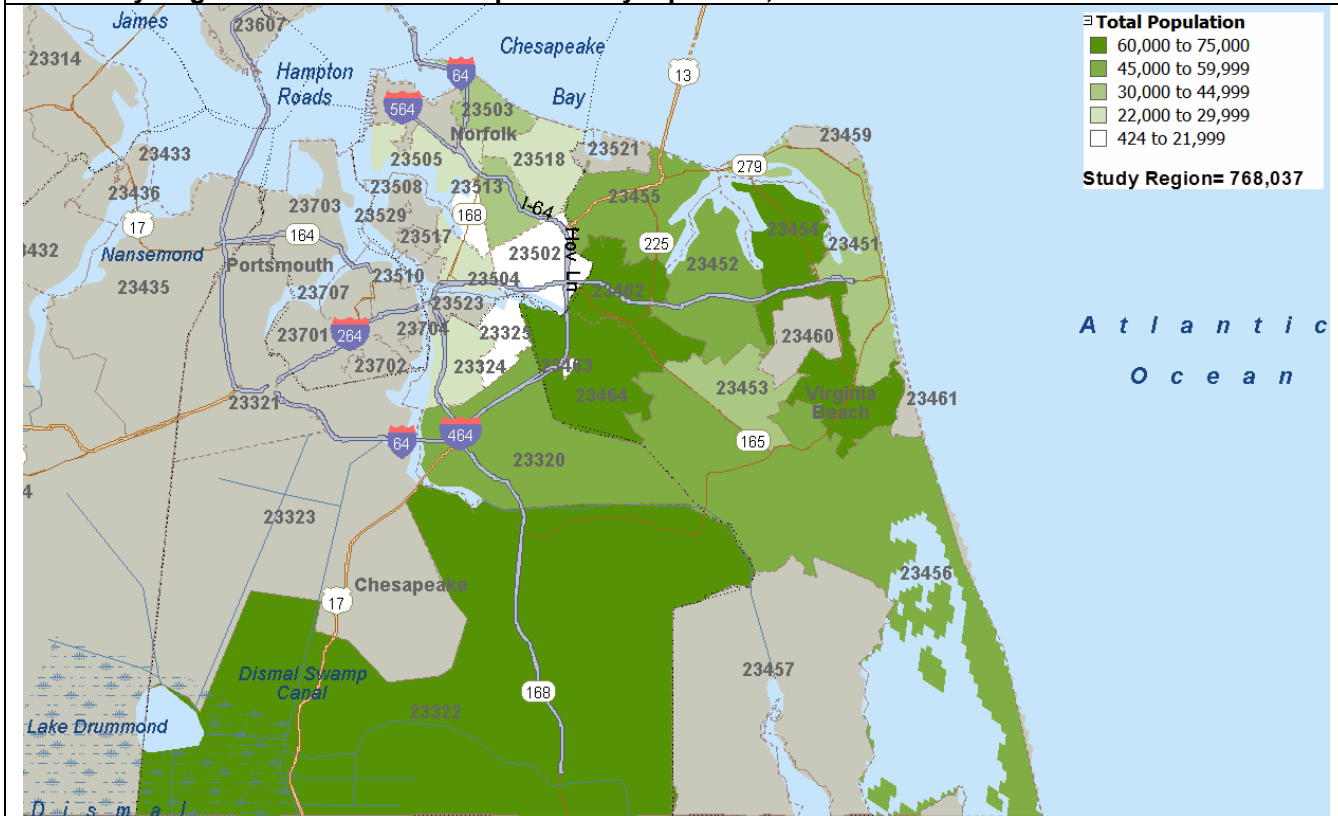 James
23607
23314
Hampton
Roads
Chesapeake
Bay
64
564
13
23503
Norfolk
23433
23436
17
23505
23518
23521
279
23459
23508
23513
168
I-64
23455
23703
23529
164
23517
23502
225
23454
23451
3432
Nansemond
Portsmouth
23435
23510
23504
Hov Ln
23452
23707
23523
23462
23701
264
23704
23325
23460
23702
23324
23463
23464
23453
Virginia
Beach
23461
23321
64
464
165
23320
4
23323
Chesapeake
17
23456
23457
Dismal Swamp
Canal
168
23322
Lake Drummond
D i s m a l
Atlantic
Ocean
Total Population
60,000 to 75,000
45,000 to 59,999
30,000 to 44,999
22,000 to 29,999
424 to 21,999
Study Region= 768,037